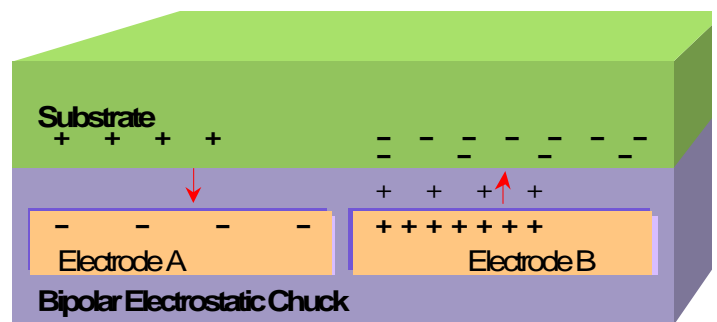 Substrate
+ + + +
− − − − − − −
− − − −
+ + + +
− − − −
+ + + + + + +
Electrode A
Electrode B
Bipolar Electrostatic Chuck